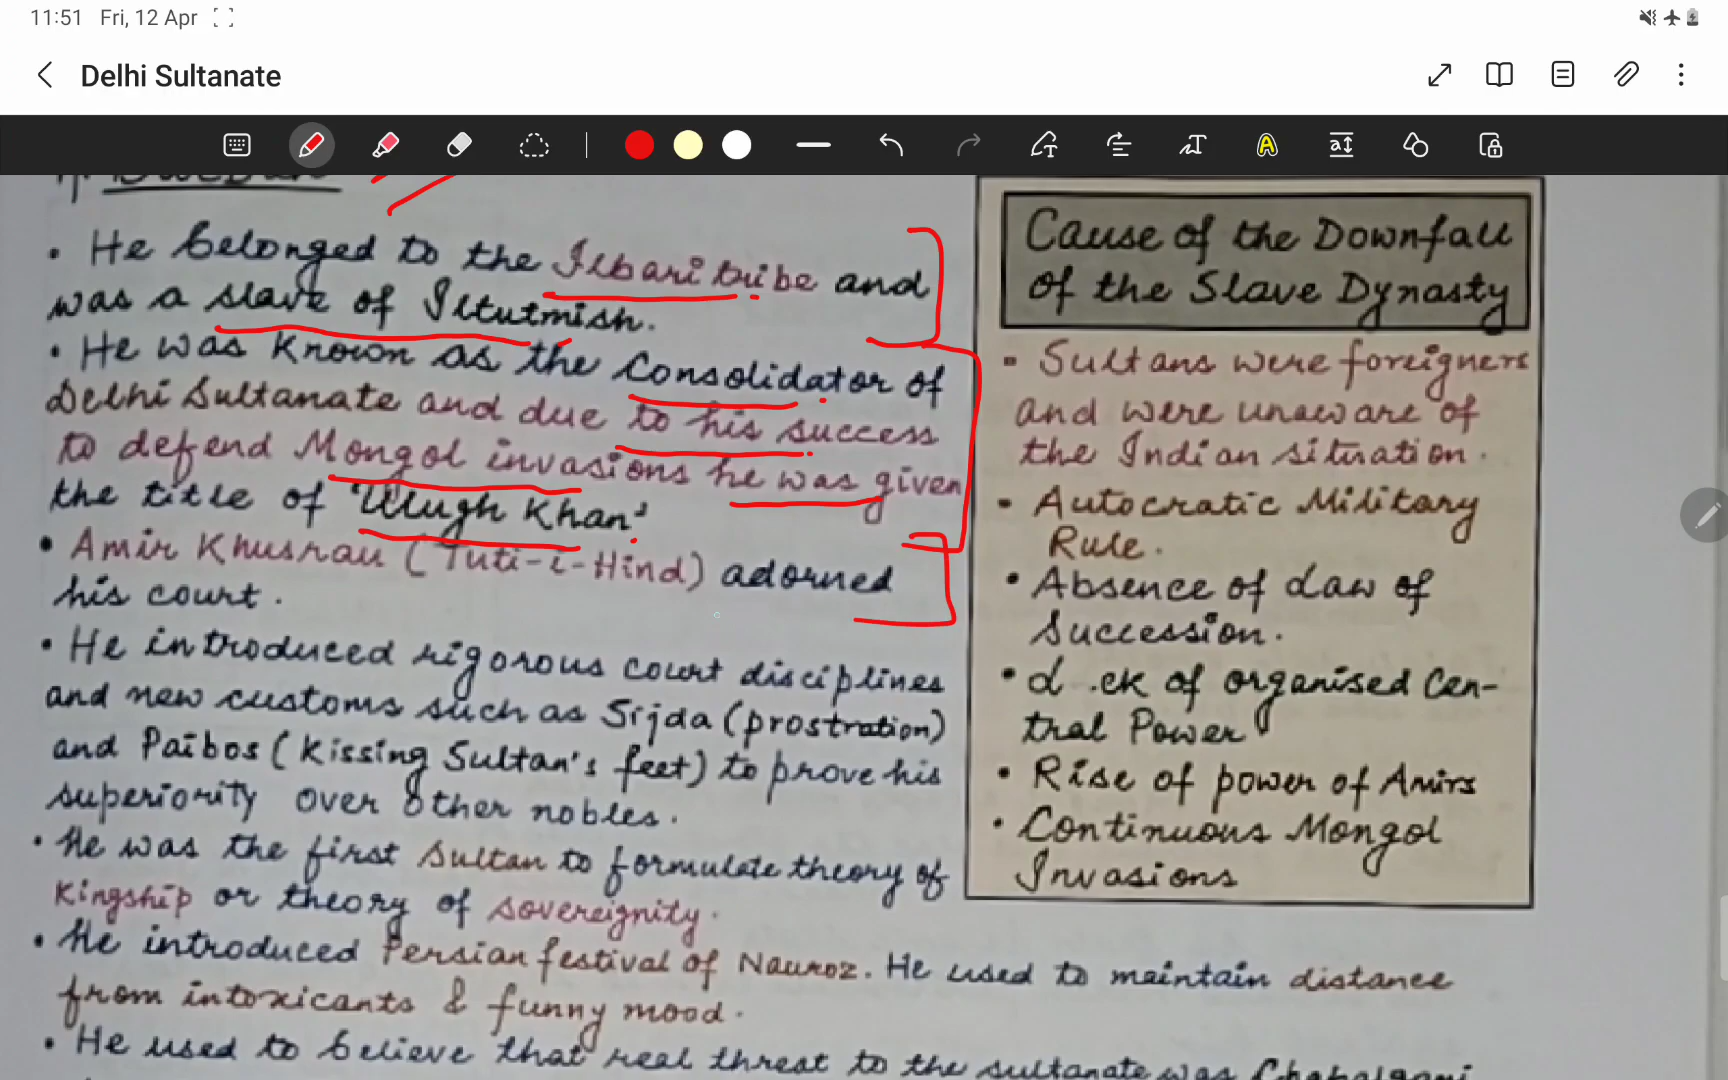 11:51 Fri, 12 Apr
Delhi Sultanate
• He belonged to the Ilbari tribe and
was a slave of Iltutmish.
• He was known as the Consolidator of
Delhi Sultanate and due to his success
to defend Mongol invasions he was given
the title of 'Ulugh Khan'
• Amir Khusrau (Tuti-i-Hind) adorned
his court.
• He introduced rigorous court disciplines
and new customs such as Sijda (prostration)
and Paibos (Kissing Sultan's feet) to prove his
superiority over other nobles.
• He was the first Sultan to formulate theory of
Kingship or theory of sovereignity.
• He introduced Persian festival of Nauroz. He used to maintain distance
from intoxicants & funny mood.
• He used to believe that real threat to the sultanate was
Cause of the Downfall
of the Slave Dynasty
• Sultans were foreigners
and were unaware of
the Indian situation.
• Autocratic Military
Rule.
• Absence of Law of
Succession.
• L .ck of organised Cen-
tral Power
• Rise of power of Amirs
• Continuous Mongol
Invasions